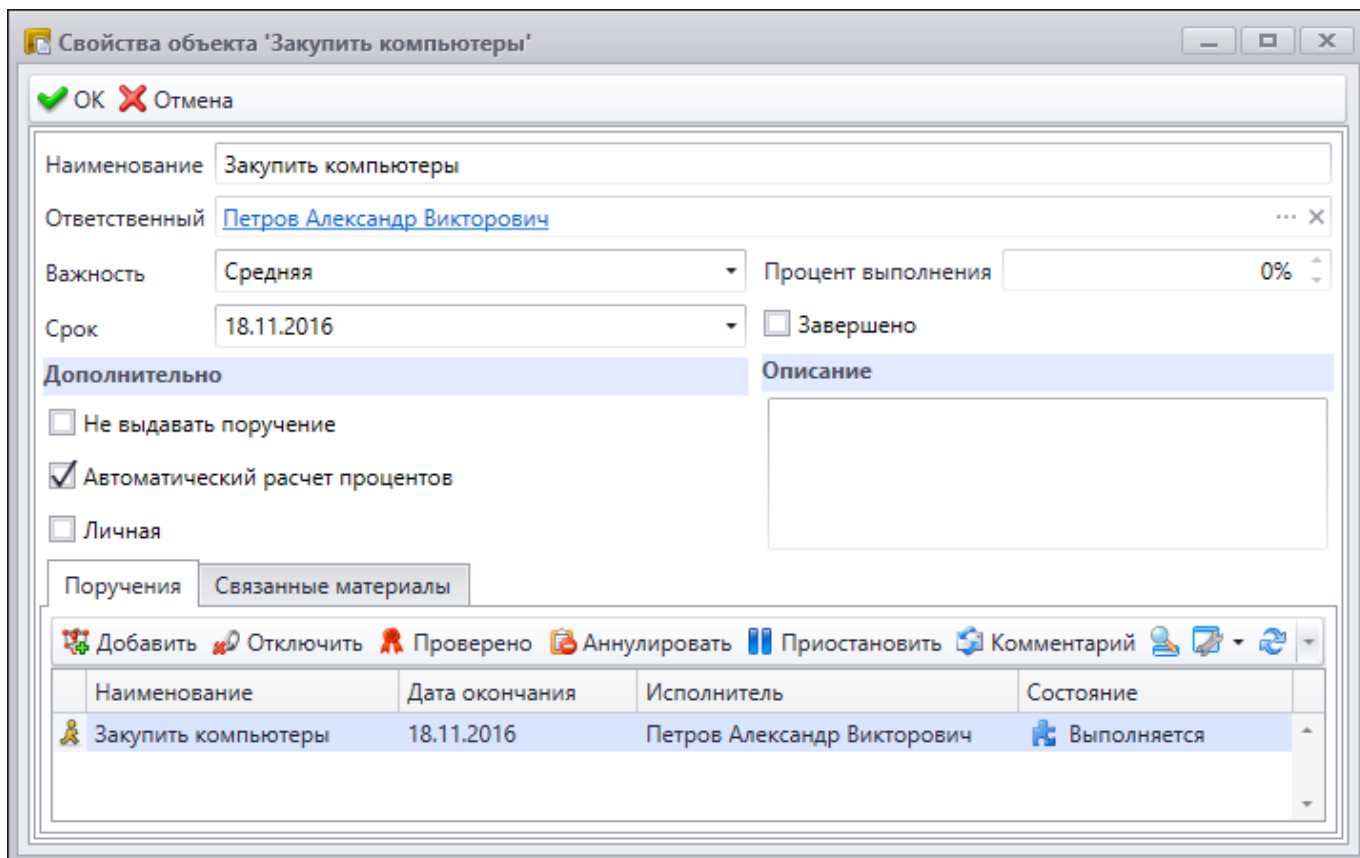 Свойства объекта 'Закупить компьютеры'
OK Отмена
Наименование Закупить компьютеры
Ответственный Петров Александр Викторович
Важность Средняя Процент выполнения 0%
Срок 18.11.2016 Завершено
Дополнительно Описание
Не выдавать поручение
Автоматический расчет процентов
Личная
Поручения Связанные материалы
Добавить Отключить Проверено Аннулировать Приостановить Комментарий
Наименование Дата окончания Исполнитель Состояние
Закупить компьютеры 18.11.2016 Петров Александр Викторович Выполняется